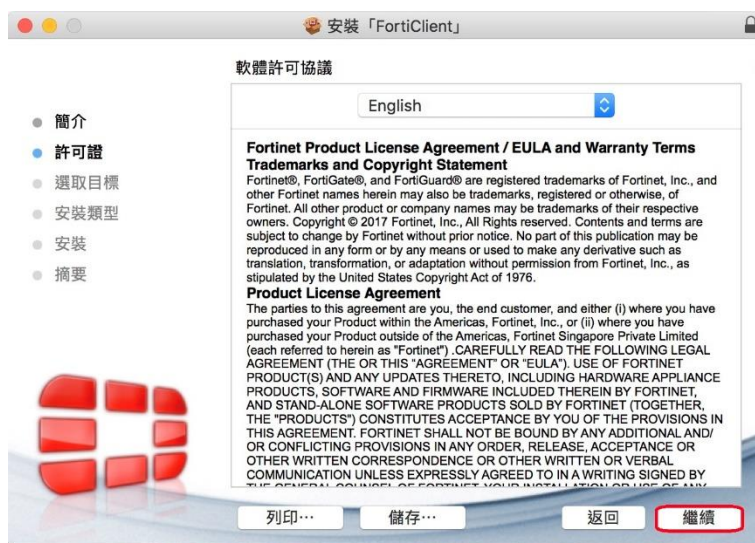 安裝「FortiClient」
軟體許可協議
English
簡介
許可證
選取目標
安裝類型
安裝
摘要
Fortinet Product License Agreement / EULA and Warranty Terms
Trademarks and Copyright Statement
Fortinet®, FortiGate®, and FortiGuard® are registered trademarks of Fortinet, Inc., and
other Fortinet names herein may also be trademarks, registered or otherwise, of
Fortinet. All other product or company names may be trademarks of their respective
owners. Copyright © 2017 Fortinet, Inc., All Rights reserved. Contents and terms are
subject to change by Fortinet without prior notice. No part of this publication may be
reproduced in any form or by any means or used to make any derivative such as
translation, transformation, or adaptation without permission from Fortinet, Inc., as
stipulated by the United States Copyright Act of 1976.
Product License Agreement
The parties to this agreement are you, the end customer, and either (i) where you have
purchased your Product within the Americas, Fortinet, Inc., or (ii) where you have
purchased your Product outside of the Americas, Fortinet Singapore Private Limited
(each referred to herein as "Fortinet") .CAREFULLY READ THE FOLLOWING LEGAL
AGREEMENT (THE OR THIS "AGREEMENT" OR "EULA"). USE OF FORTINET
PRODUCT(S) AND ANY UPDATES THERETO, INCLUDING HARDWARE APPLIANCE
PRODUCTS, SOFTWARE AND FIRMWARE INCLUDED THEREIN BY FORTINET,
AND STAND-ALONE SOFTWARE PRODUCTS SOLD BY FORTINET (TOGETHER,
THE "PRODUCTS") CONSTITUTES ACCEPTANCE BY YOU OF THE PROVISIONS IN
THIS AGREEMENT. FORTINET SHALL NOT BE BOUND BY ANY ADDITIONAL AND/
OR CONFLICTING PROVISIONS IN ANY ORDER, RELEASE, ACCEPTANCE OR
OTHER WRITTEN CORRESPONDENCE OR OTHER WRITTEN OR VERBAL
COMMUNICATION UNLESS EXPRESSLY AGREED TO IN A WRITING SIGNED BY
THE GENERAL COUNSEL OF FORTINET. YOUR INSTALLATION OR USE OF ANY
列印⋯
儲存⋯
返回
繼續